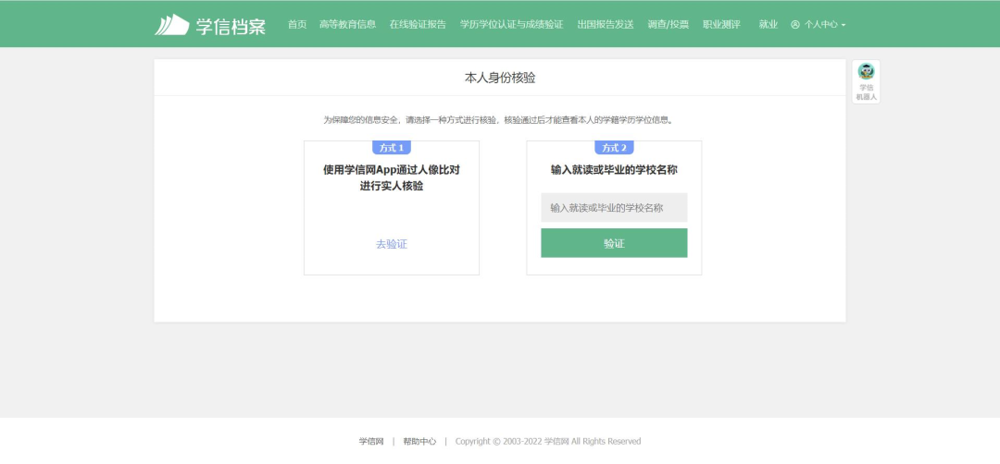 学信档案 首页 高等教育信息 在线验证报告 学历学位认证与成绩验证 出国报告发送 调查/投票 职业测评 就业 个人中心
本人身份核验
学信
机器人
为保障您的信息安全，请选择一种方式进行核验，核验通过后才能查看本人的学籍学历学位信息。
方式 1
使用学信网App通过人像比对
进行实人核验
去验证
方式 2
输入就读或毕业的学校名称
输入就读或毕业的学校名称
验证
学信网 | 帮助中心 | Copyright © 2003-2022 学信网 All Rights Reserved